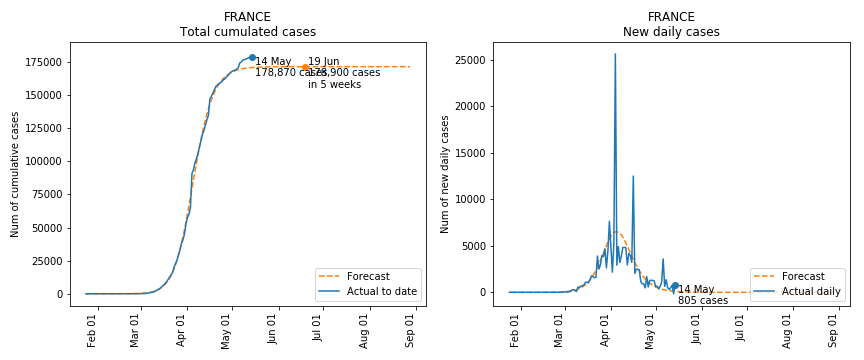 FRANCE
Total cumulated cases
Num of cumulative cases
175000
150000
125000
100000
75000
50000
25000
0
14 May
178,870 cases
19 Jun
cases
in 5 weeks
Forecast
Actual to date
Feb 01
Mar 01
Apr 01
May 01
Jun 01
Jul 01
Aug 01
Sep 01
FRANCE
New daily cases
Num of new daily cases
25000
20000
15000
10000
5000
0
14 May
805 cases
Forecast
Actual daily
Feb 01
Mar 01
Apr 01
May 01
Jun 01
Jul 01
Aug 01
Sep 01